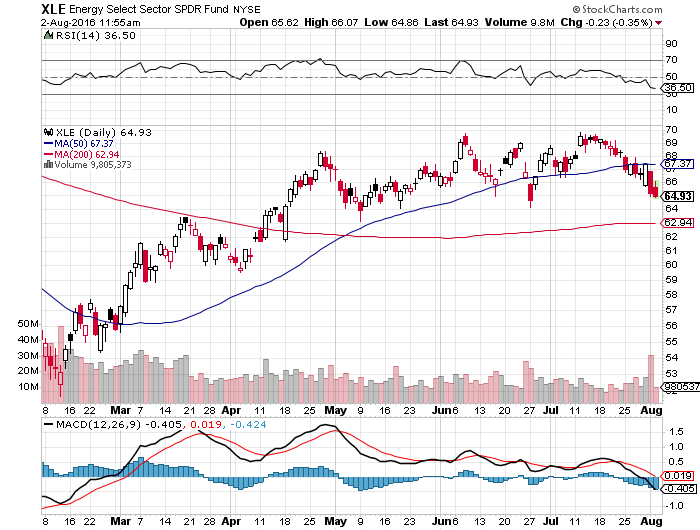 XLE Energy Select Sector SPDR Fund NYSE © StockCharts.com
2-Aug-2016 11:55am Open 65.62 High 66.07 Low 64.86 Last 64.93 Volume 9.8M Chg -0.23 (-0.35%)
RSI(14) 36.50
90
70
50
36.50
30
10
XLE (Daily) 64.93
MA(50) 67.37
MA(200) 62.94
Volume 9,805,373
70
69
68
67.37
66
64.93
64
62.94
62
61
60
59
58
57
56
55
54
53
52
50M
40M
30M
20M
10M
980537
8 16 22 Mar 7 14 21 28 Apr 11 18 25 May 9 16 23 Jun 6 13 20 27 Jul 11 18 25 Aug
MACD(12,26,9) -0.405, 0.019, -0.424
1.5
1.0
0.5
0.019
-0.405
-1.0
8 16 22 Mar 7 14 21 28 Apr 11 18 25 May 9 16 23 Jun 6 13 20 27 Jul 11 18 25 Aug